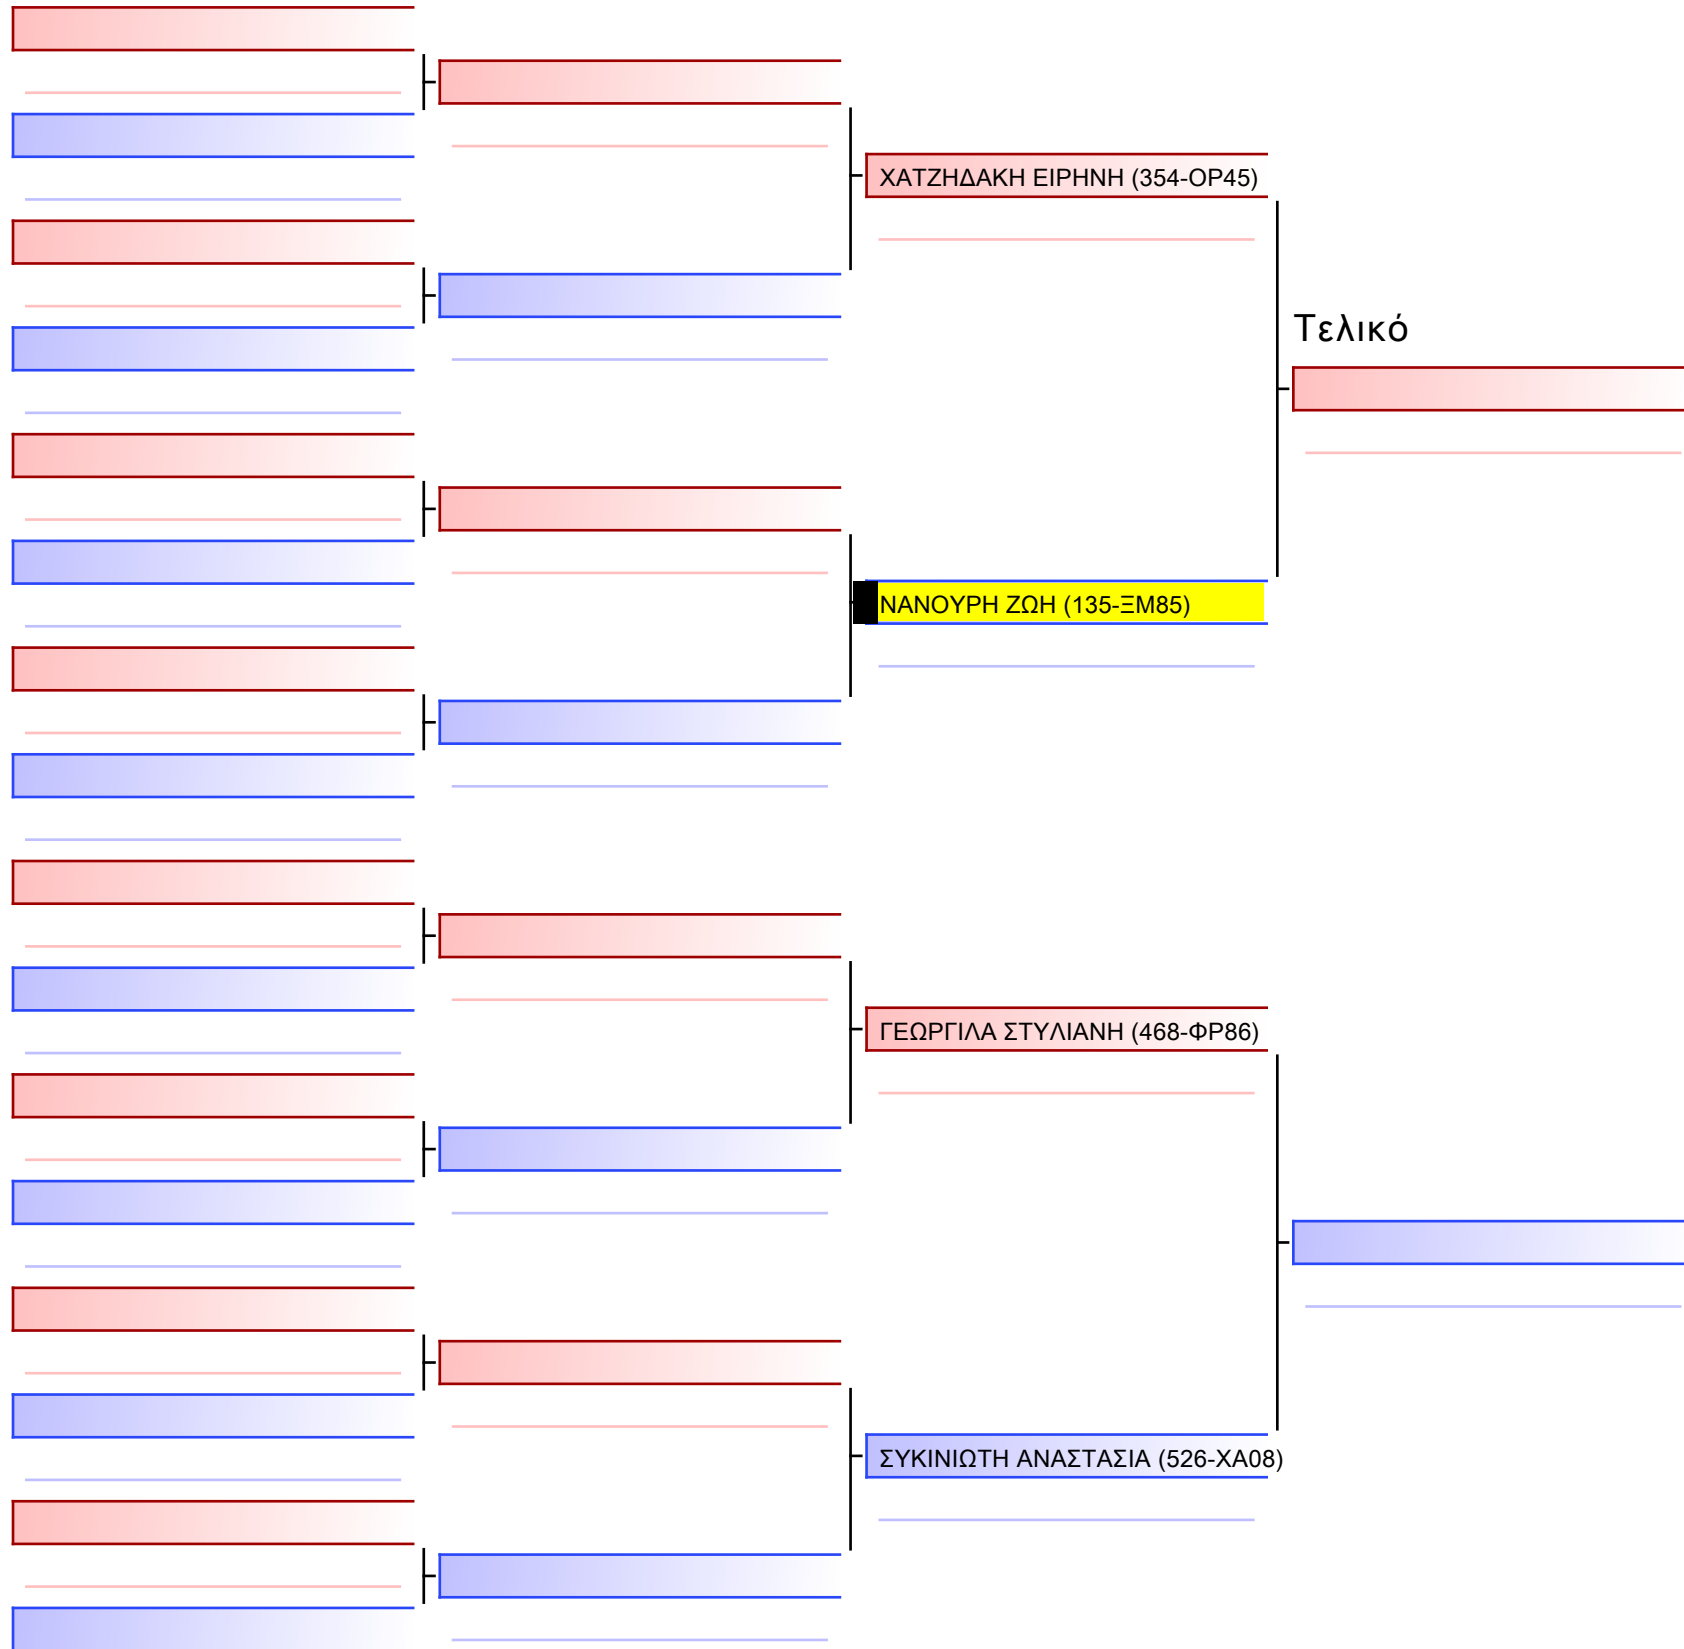 ΧΑΤΖΗΔΑΚΗ ΕΙΡΗΝΗ (354-ΟΡ45)
Τελικό
ΝΑΝΟΥΡΗ ΖΩΗ (135-ΞΜ85)
ΓΕΩΡΓΙΛΑ ΣΤΥΛΙΑΝΗ (468-ΦΡ86)
ΣΥΚΙΝΙΩΤΗ ΑΝΑΣΤΑΣΙΑ (526-ΧΑ08)